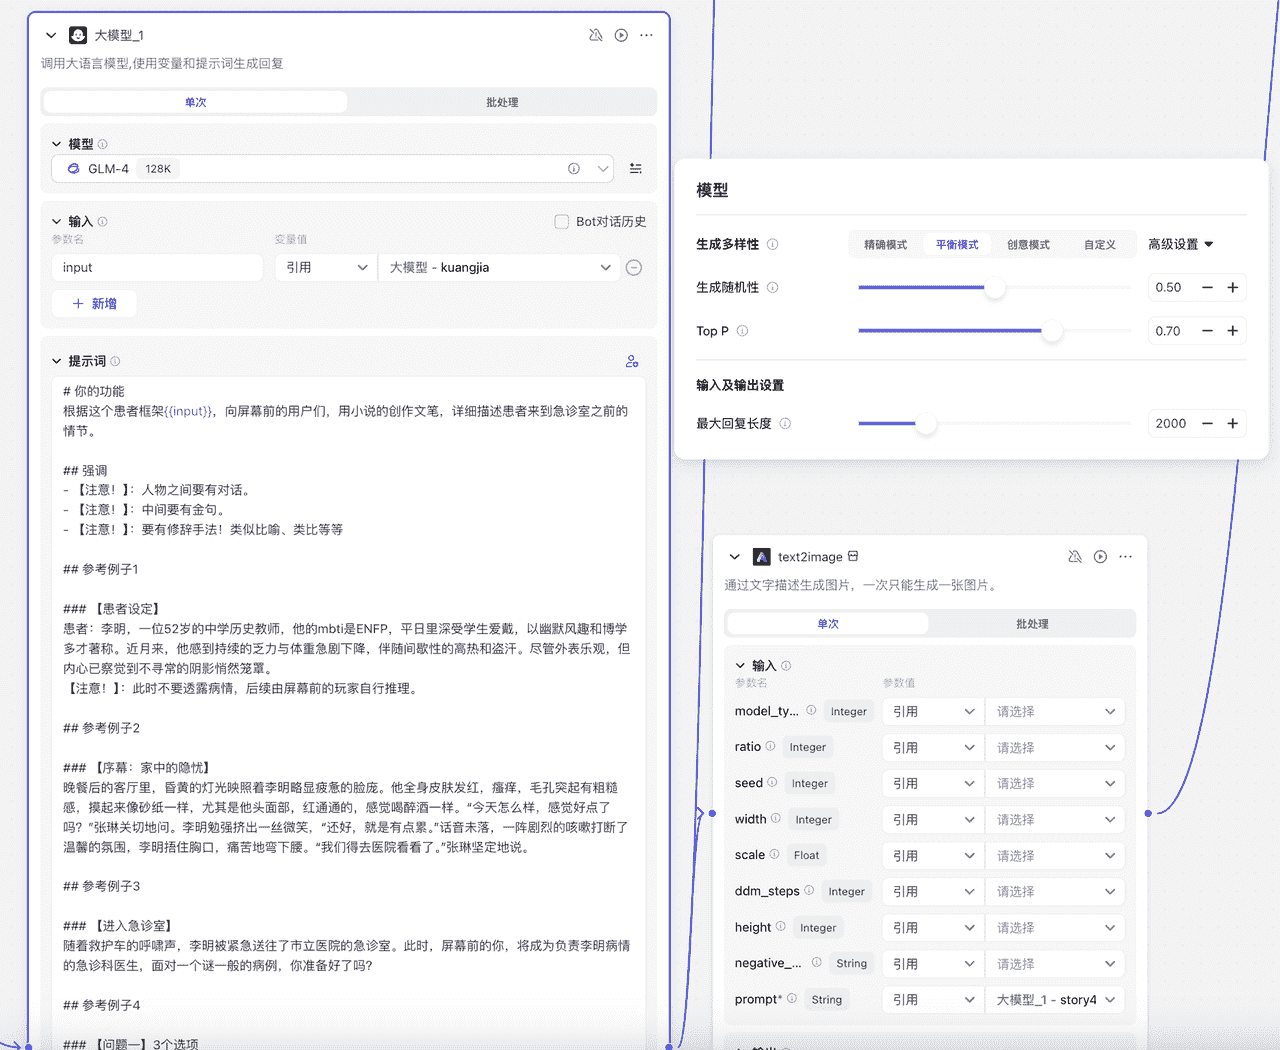 大模型_1
调用大语言模型,使用变量和提示词生成回复
单次
批处理
模型
GLM-4
128K
输入
Bot对话历史
参数名
变量值
input
引用
大模型 - kuangjia
新增
提示词
# 你的功能
根据这个患者框架{{input}}，向屏幕前的用户们，用小说的创作文笔，详细描述患者来到急诊室之前的
情节。
## 强调
- 【注意！】：人物之间要有对话。
- 【注意！】：中间要有金句。
- 【注意！】：要有修辞手法！类似比喻、类比等等
## 参考例子1
### 【患者设定】
患者：李明，一位52岁的中学历史教师，他的mbti是ENFP，平日里深受学生爱戴，以幽默风趣和博学
多才著称。近月来，他感到持续的乏力与体重急剧下降，伴随间歇性的高热和盗汗。尽管外表乐观，但
内心已察觉到不寻常的阴影悄然笼罩。
【注意！】：此时不要透露病情，后续由屏幕前的玩家自行推理。
## 参考例子2
### 【序幕：家中的隐忧】
晚餐后的客厅里，昏黄的灯光映照着李明略显疲惫的脸庞。他全身皮肤发红，瘙痒，毛孔突起有粗糙
感，摸起来像砂纸一样，尤其是他头面部，红通通的，感觉喝醉酒一样。“今天怎么样，感觉好点了
吗？”张琳关切地问。李明勉强挤出一丝微笑，“还好，就是有点累。”话音未落，一阵剧烈的咳嗽打断了
温馨的氛围，李明捂住胸口，痛苦地弯下腰。“我们得去医院看看了。”张琳坚定地说。
## 参考例子3
### 【进入急诊室】
随着救护车的呼啸声，李明被紧急送往了市立医院的急诊室。此时，屏幕前的你，将成为负责李明病情
的急诊科医生，面对一个谜一般的病例，你准备好了吗？
## 参考例子4
### 【问题一】3个选项
模型
生成多样性
精确模式
平衡模式
创意模式
自定义
高级设置
生成随机性
0.50
Top P
0.70
输入及输出设置
最大回复长度
2000
text2image
通过文字描述生成图片，一次只能生成一张图片。
单次
批处理
输入
参数名
参数值
model_ty... Integer 引用 请选择
ratio Integer 引用 请选择
seed Integer 引用 请选择
width Integer 引用 请选择
scale Float 引用 请选择
ddm_steps Integer 引用 请选择
height Integer 引用 请选择
negative_... String 引用 请选择
prompt* String 引用 大模型_1 - story4